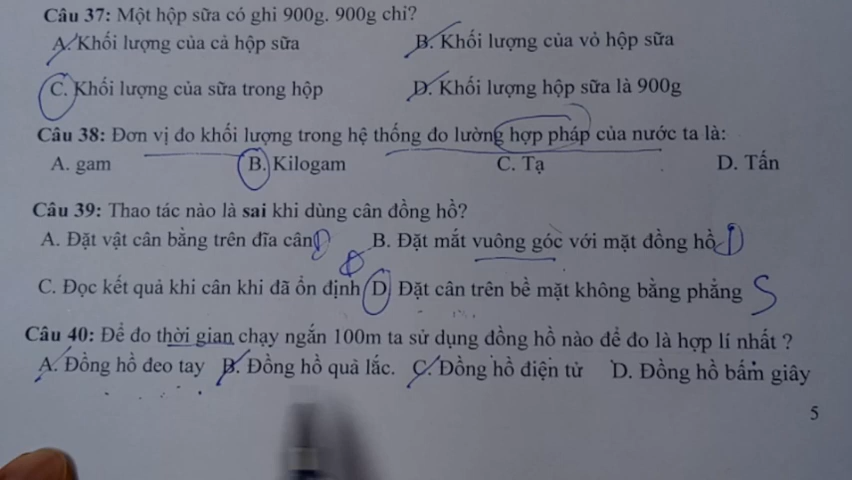 Câu 37: Một hộp sữa có ghi 900g. 900g chỉ?
A. Khối lượng của cả hộp sữa B. Khối lượng của vỏ hộp sữa
C. Khối lượng của sữa trong hộp D. Khối lượng hộp sữa là 900g
Câu 38: Đơn vị đo khối lượng trong hệ thống đo lường hợp pháp của nước ta là:
A. gam B. Kilogam C. Tạ D. Tấn
Câu 39: Thao tác nào là sai khi dùng cân đồng hồ?
A. Đặt vật cân bằng trên đĩa cân Đ B. Đặt mắt vuông góc với mặt đồng hồ Đ
C. Đọc kết quả khi cân khi đã ổn định Đ D. Đặt cân trên bề mặt không bằng phẳng S
Câu 40: Để đo thời gian chạy ngắn 100m ta sử dụng đồng hồ nào để đo là hợp lí nhất ?
A. Đồng hồ đeo tay B. Đồng hồ quả lắc. C. Đồng hồ điện tử D. Đồng hồ bấm giây
5